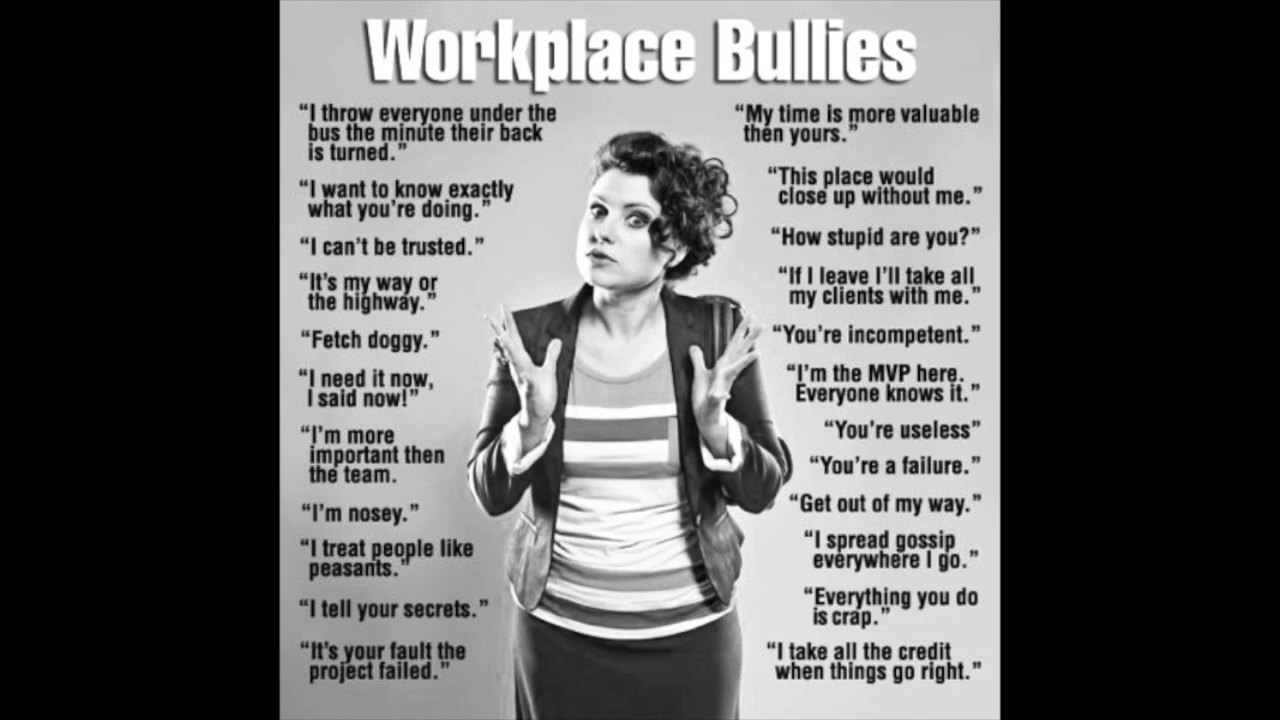 Workplace Bullies
“I throw everyone under the
bus the minute their back
is turned.”
“I want to know exactly
what you’re doing.”
“I can’t be trusted.”
“It’s my way or
the highway.”
“Fetch doggy.”
“I need it now,
I said now!”
“I’m more
important then
the team.
“I’m nosey.”
“I treat people like
peasants.”
“I tell your secrets.”
“It’s your fault the
project failed.”
“My time is more valuable
then yours.”
“This place would
close up without me.”
“How stupid are you?”
“If I leave I’ll take all
my clients with me.”
“You’re incompetent.”
“I’m the MVP here.
Everyone knows it.”
“You’re useless”
“You’re a failure.”
“Get out of my way.”
“I spread gossip
everywhere I go.”
“Everything you do
is crap.”
“I take all the credit
when things go right.”